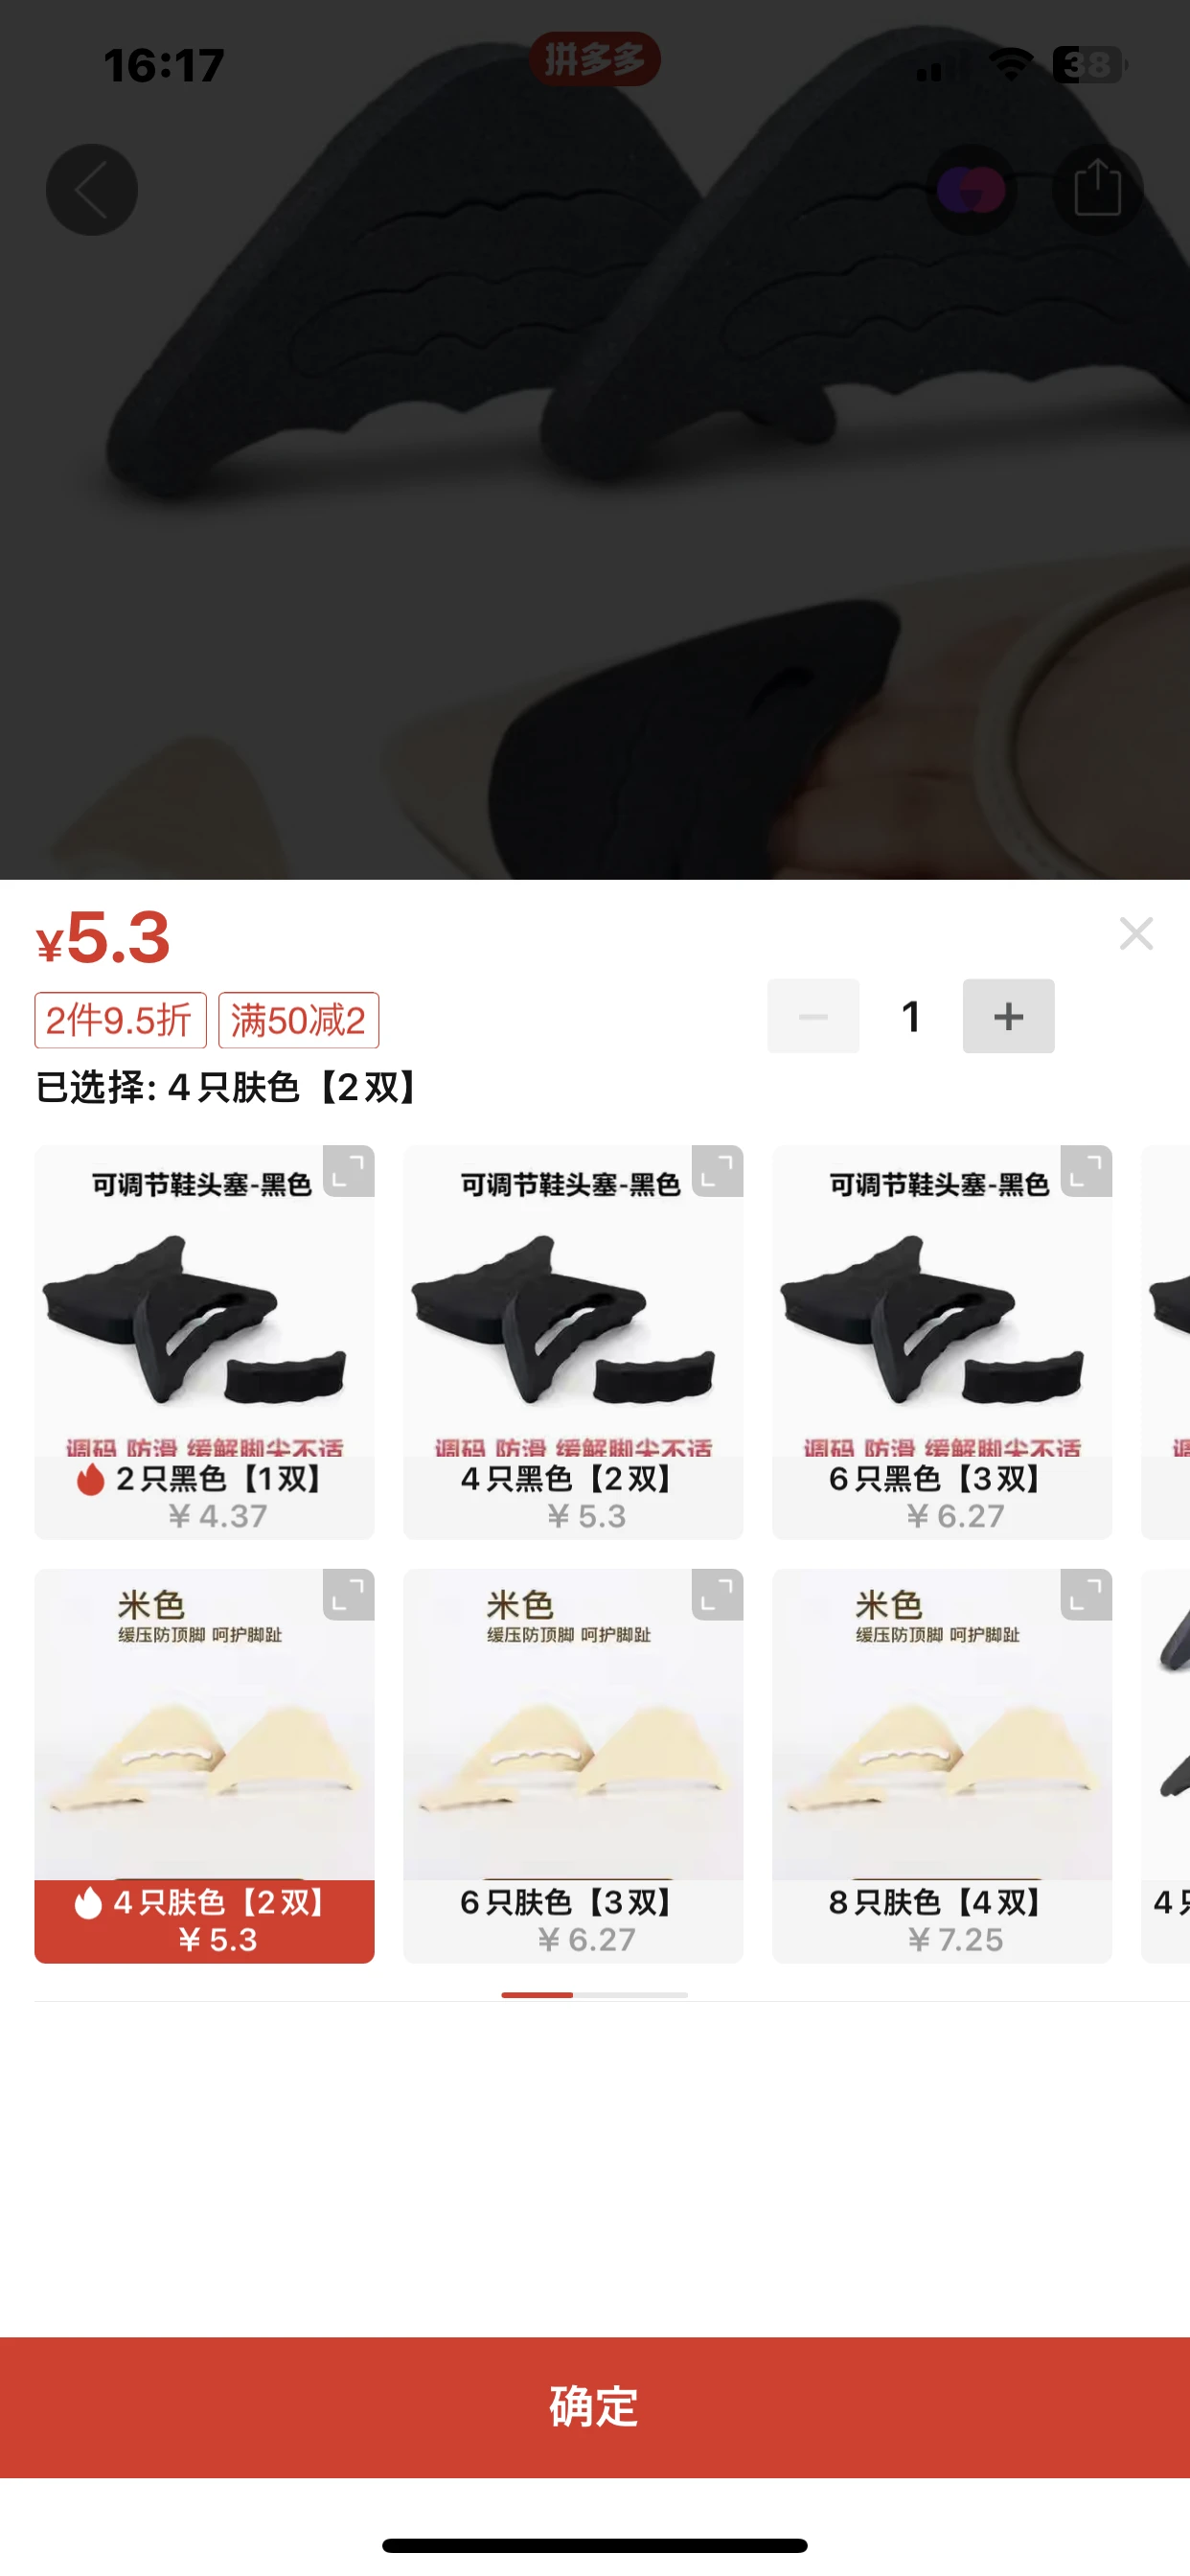 16:17
拼多多
38
¥5.3
2件9.5折 满50减2
1
已选择: 4只肤色【2双】
可调节鞋头塞-黑色
调码 防滑 缓解脚尖不适
2只黑色【1双】
¥ 4.37
可调节鞋头塞-黑色
调码 防滑 缓解脚尖不适
4只黑色【2双】
¥ 5.3
可调节鞋头塞-黑色
调码 防滑 缓解脚尖不适
6只黑色【3双】
¥ 6.27
米色
缓压防顶脚 呵护脚趾
4只肤色【2双】
¥ 5.3
米色
缓压防顶脚 呵护脚趾
6只肤色【3双】
¥ 6.27
米色
缓压防顶脚 呵护脚趾
8只肤色【4双】
¥ 7.25
4
确定